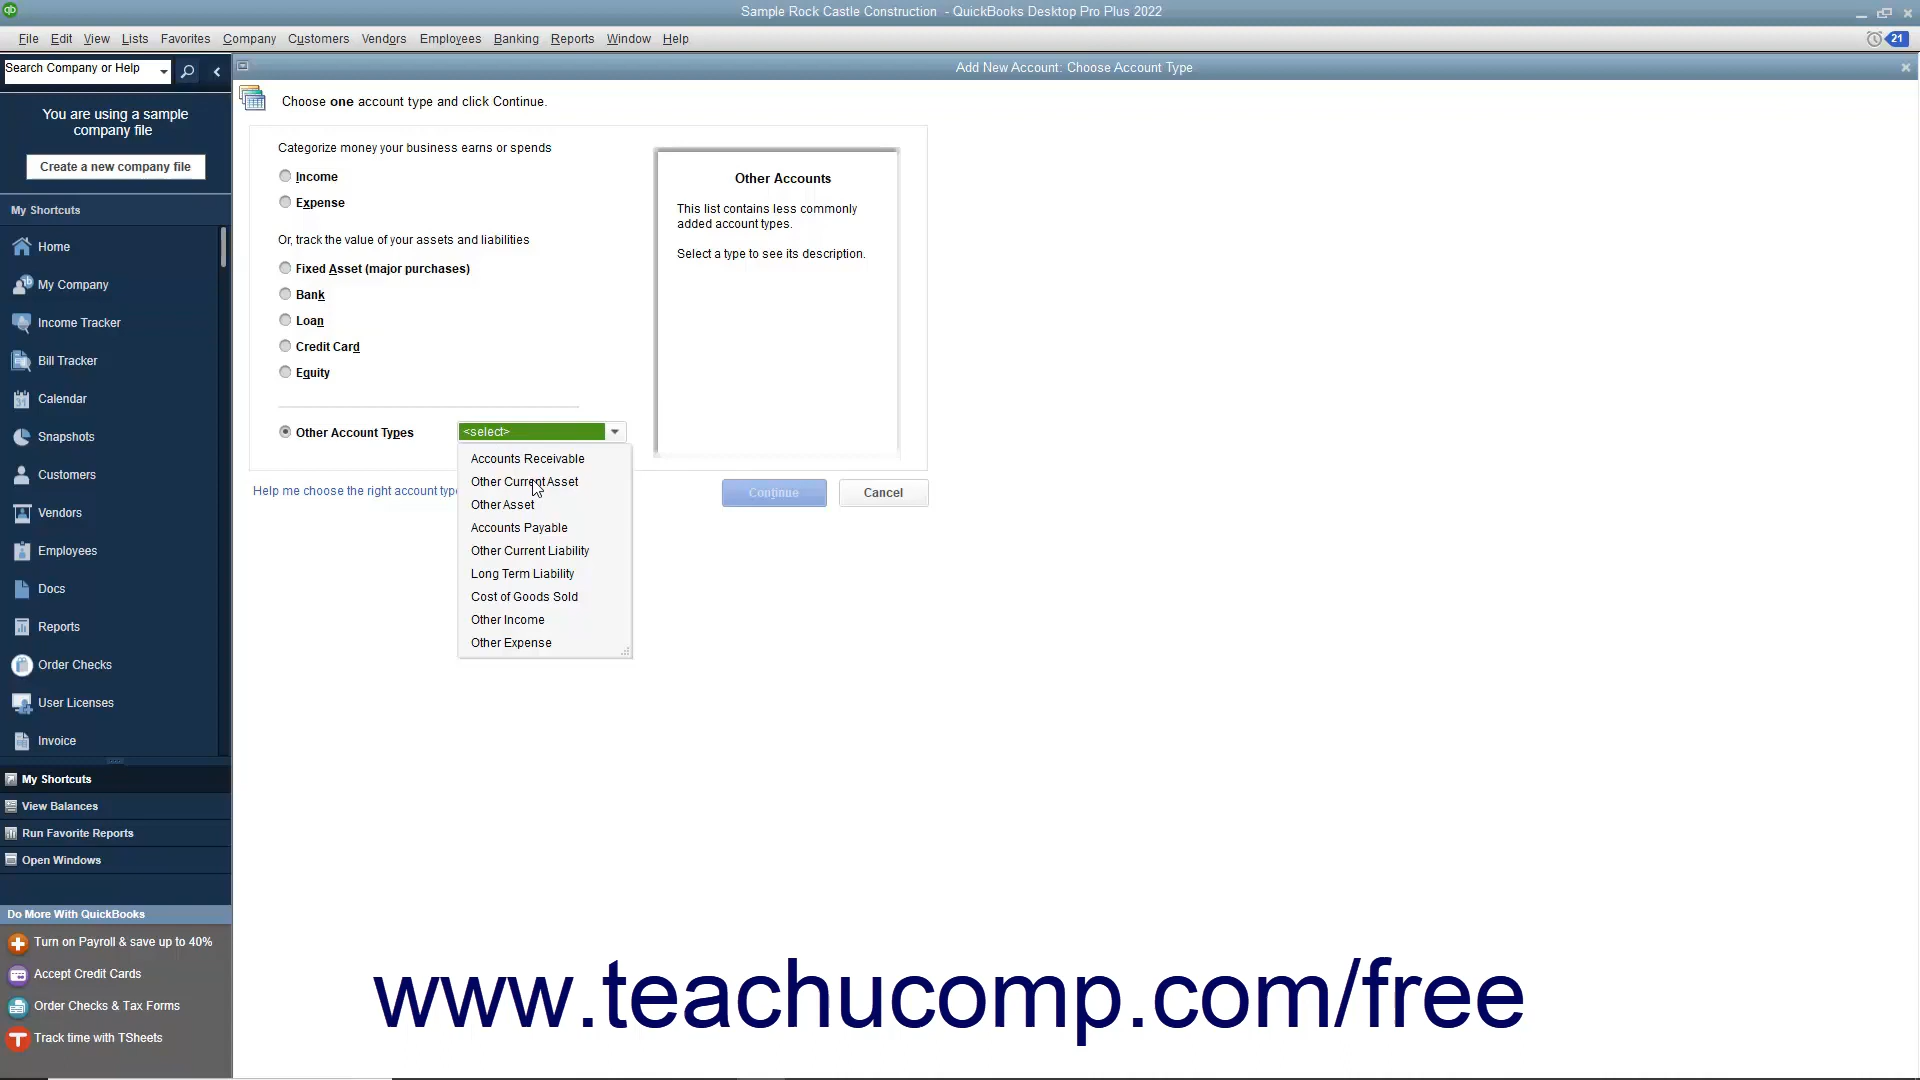 Sample Rock Castle Construction - QuickBooks Desktop Pro Plus 2022
File Edit View Lists Favorites Company Customers Vendors Employees Banking Reports Window Help
21
Search Company or Help
Add New Account: Choose Account Type
You are using a sample
company file
Create a new company file
My Shortcuts
Home
My Company
Income Tracker
Bill Tracker
Calendar
Snapshots
Customers
Vendors
Employees
Docs
Reports
Order Checks
User Licenses
Invoice
My Shortcuts
View Balances
Run Favorite Reports
Open Windows
Do More With QuickBooks
Turn on Payroll & save up to 40%
Accept Credit Cards
Order Checks & Tax Forms
Track time with TSheets
Choose one account type and click Continue.
Categorize money your business earns or spends
Income
Expense
Or, track the value of your assets and liabilities
Fixed Asset (major purchases)
Bank
Loan
Credit Card
Equity
Other Account Types
<select>
Accounts Receivable
Other Current Asset
Other Asset
Accounts Payable
Other Current Liability
Long Term Liability
Cost of Goods Sold
Other Income
Other Expense
Help me choose the right account typ
Other Accounts
This list contains less commonly
added account types.
Select a type to see its description.
Continue
Cancel
www.teachucomp.com/free